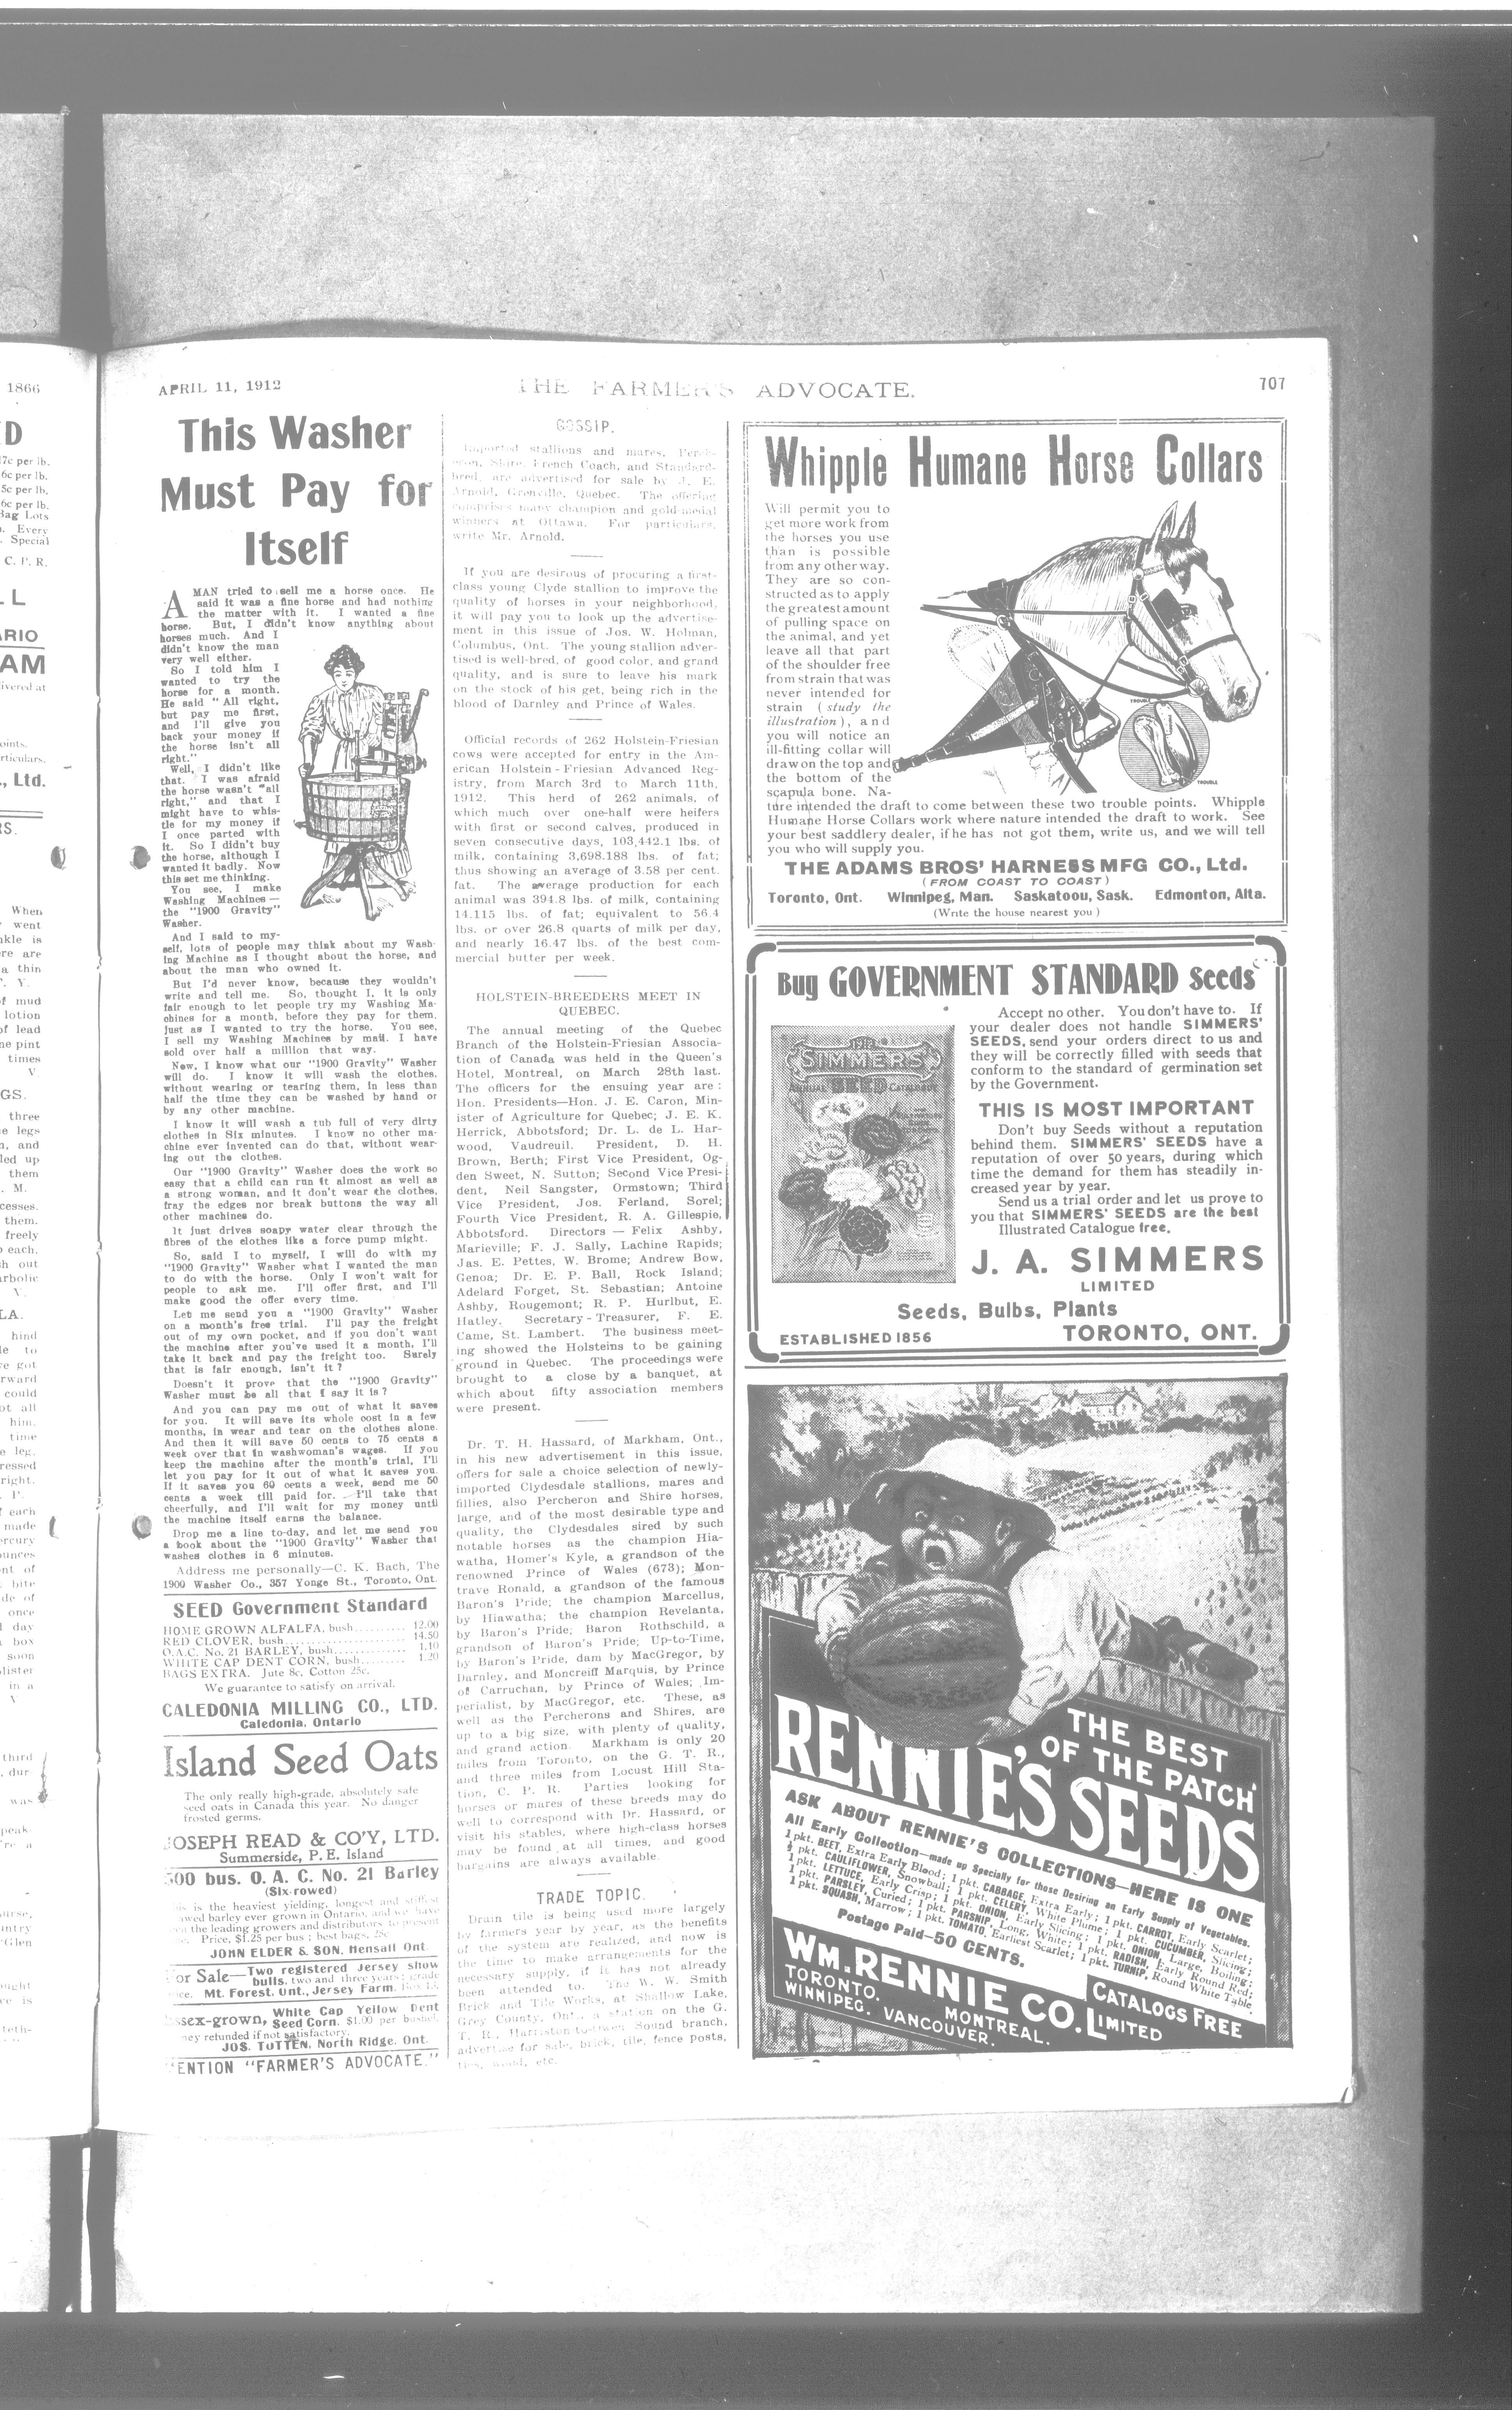 APRIL 11, 1912
THE FARMER'S ADVOCATE.
707
This Washer
Must Pay for
Itself
A MAN tried to sell me a horse once. He
said it was a fine horse and had nothing
the matter with it. I wanted a fine
horse. But, I didn't know anything about
horses much. And I
didn't know the man
very well either.
So I told him I
wanted to try the
horse for a month.
He said "All right,
but pay me first,
and I'll give you
back your money if
the horse isn't all
right."
Well, I didn't like
that. I was afraid
the horse wasn't "all
right," and that I
might have to whis-
tle for my money if
I once parted with
it. So I didn't buy
the horse, although I
wanted it badly. Now
this set me thinking.
You see, I make
Washing Machines—
the "1900 Gravity"
Washer.
And I said to my-
self, lots of people may think about my Wash-
ing Machine as I thought about the horse, and
about the man who owned it.
But I'd never know, because they wouldn't
write and tell me. So, thought I, it is only
fair enough to let people try my Washing Ma-
chines for a month, before they pay for them,
just as I wanted to try the horse. You see,
I sell my Washing Machines by mail. I have
sold over half a million that way.
Now, I know what our "1900 Gravity" Washer
will do. I know it will wash the clothes,
without wearing or tearing them, in less than
half the time they can be washed by hand or
by any other machine.
I know it will wash a tub full of very dirty
clothes in Six minutes. I know no other ma-
chine ever invented can do that, without wear-
ing out the clothes.
Our "1900 Gravity" Washer does the work so
easy that a child can run it almost as well as
a strong woman, and it don't wear the clothes,
fray the edges nor break buttons the way all
other machines do.
It just drives soapy water clear through the
fibres of the clothes like a force pump might.
So, said I to myself, I will do with my
"1900 Gravity" Washer what I wanted the man
to do with the horse. Only I won't wait for
people to ask me. I'll offer first, and I'll
make good the offer every time.
Let me send you a "1900 Gravity" Washer
on a month's free trial. I'll pay the freight
out of my own pocket, and if you don't want
the machine after you've used it a month, I'll
take it back and pay the freight too. Surely
that is fair enough, isn't it?
Doesn't it prove that the "1900 Gravity"
Washer must be all that I say it is?
And you can pay me out of what it saves
for you. It will save its whole cost in a few
months, in wear and tear on the clothes alone.
And then it will save 50 cents to 75 cents a
week over that in washwoman's wages. If you
keep the machine after the month's trial, I'll
let you pay for it out of what it saves you.
If it saves you 60 cents a week, send me 50
cents a week till paid for. I'll take that
cheerfully, and I'll wait for my money until
the machine itself earns the balance.
Drop me a line to-day, and let me send you
a book about the "1900 Gravity" Washer that
washes clothes in 6 minutes.
Address me personally—C. K. Bach, The
1900 Washer Co., 357 Yonge St., Toronto, Ont.
SEED Government Standard
HOME GROWN ALFALFA, bush.......... 12.00
RED CLOVER, bush.......... 14.50
O.A.C. No. 21 BARLEY, bush.......... 1.10
WHITE CAP DENT CORN, bush.......... 1.20
BAGS EXTRA. Jute 8c, Cotton 25c.
We guarantee to satisfy on arrival.
CALEDONIA MILLING CO., LTD.
Caledonia, Ontario
Island Seed Oats
The only really high-grade, absolutely safe
seed oats in Canada this year. No danger
frosted germs.
JOSEPH READ & CO'Y, LTD.
Summerside, P. E. Island
500 bus. O. A. C. No. 21 Barley
(Six-rowed)
is the heaviest yielding, longest and stiffest
barley ever grown in Ontario, and we have
the leading growers and distributors to present
Price, $1.25 per bus; best bags, 25c
JOHN ELDER & SON, Hensall Ont.
For Sale—Two registered Jersey show
bulls, two and three years; grade
Mt. Forest, Ont., Jersey Farm,
Essex-grown, White Cap Yellow Dent
Seed Corn. $1.00 per bushel,
money refunded if not satisfactory.
JOS. TOTTEN, North Ridge, Ont.
MENTION "FARMER'S ADVOCATE."
GOSSIP.
Imported stallions and mares, Perch-
eron, Shire, French Coach, and Standard-
bred, are advertised for sale by J. E.
Arnold, Grenville, Quebec. The offering
comprises many champion and gold-medal
winners at Ottawa. For particulars,
write Mr. Arnold.
If you are desirous of procuring a first-
class young Clyde stallion to improve the
quality of horses in your neighborhood,
it will pay you to look up the advertise-
ment in this issue of Jos. W. Holman,
Columbus, Ont. The young stallion adver-
tised is well-bred, of good color, and grand
quality, and is sure to leave his mark
on the stock of his get, being rich in the
blood of Darnley and Prince of Wales.
Official records of 262 Holstein-Friesian
cows were accepted for entry in the Am-
erican Holstein-Friesian Advanced Reg-
istry, from March 3rd to March 11th,
1912. This herd of 262 animals, of
which much over one-half were heifers
with first or second calves, produced in
seven consecutive days, 103,442.1 lbs. of
milk, containing 3,698.188 lbs. of fat;
thus showing an average of 3.58 per cent.
fat. The average production for each
animal was 394.8 lbs. of milk, containing
14.115 lbs. of fat; equivalent to 56.4
lbs. or over 26.8 quarts of milk per day,
and nearly 16.47 lbs. of the best com-
mercial butter per week.
HOLSTEIN-BREEDERS MEET IN
QUEBEC.
The annual meeting of the Quebec
Branch of the Holstein-Friesian Associa-
tion of Canada was held in the Queen's
Hotel, Montreal, on March 28th last.
The officers for the ensuing year are:
Hon. Presidents—Hon. J. E. Caron, Min-
ister of Agriculture for Quebec; J. E. K.
Herrick, Abbotsford; Dr. L. de L. Har-
wood, Vaudreuil. President, D. H.
Brown, Berth; First Vice President, Og-
den Sweet, N. Sutton; Second Vice Presi-
dent, Neil Sangster, Ormstown; Third
Vice President, Jos. Ferland, Sorel;
Fourth Vice President, R. A. Gillespie,
Abbotsford. Directors — Felix Ashby,
Marieville; F. J. Sally, Lachine Rapids;
Jas. E. Pettes, W. Brome; Andrew Bow,
Genoa; Dr. E. P. Ball, Rock Island;
Adelard Forget, St. Sebastian; Antoine
Ashby, Rougemont; R. P. Hurlbut, E.
Hatley. Secretary-Treasurer, F. E.
Came, St. Lambert. The business meet-
ing showed the Holsteins to be gaining
ground in Quebec. The proceedings were
brought to a close by a banquet, at
which about fifty association members
were present.
Dr. T. H. Hassard, of Markham, Ont.,
in his new advertisement in this issue,
offers for sale a choice selection of newly-
imported Clydesdale stallions, mares and
fillies, also Percheron and Shire horses,
large, and of the most desirable type and
quality, the Clydesdales sired by such
notable horses as the champion Hia-
watha, Homer's Kyle, a grandson of the
renowned Prince of Wales (673); Mon-
trave Ronald, a grandson of the famous
Baron's Pride; the champion Marcellus,
by Hiawatha; the champion Revelanta,
by Baron's Pride; Baron Rothschild, a
grandson of Baron's Pride; Up-to-Time,
by Baron's Pride, dam by MacGregor, by
Darnley, and Moncreiff Marquis, by Prince
of Carruchan, by Prince of Wales; Im-
perialist, by MacGregor, etc. These, as
well as the Percherons and Shires, are
up to a big size, with plenty of quality,
and grand action. Markham is only 20
miles from Toronto, on the G. T. R.,
and three miles from Locust Hill Sta-
tion, C. P. R. Parties looking for
horses or mares of these breeds may do
well to correspond with Dr. Hassard, or
visit his stables, where high-class horses
may be found at all times, and good
bargains are always available.
TRADE TOPIC.
Drain tile is being used more largely
by farmers year by year, as the benefits
of the system are realized, and now is
the time to make arrangements for the
necessary supply, if it has not already
been attended to. The W. W. Smith
Brick and Tile Works, at Shallow Lake,
Grey County, Ont., a station on the G.
T. R., Harriston to Owen Sound branch,
advertise for sale, brick, tile, fence posts,
ties, wood, etc.
Whipple Humane Horse Collars
Will permit you to
get more work from
the horses you use
than is possible
from any other way.
They are so con-
structed as to apply
the greatest amount
of pulling space on
the animal, and yet
leave all that part
of the shoulder free
from strain that was
never intended for
strain (study the
illustration), and
you will notice an
ill-fitting collar will
draw on the top and
the bottom of the
scapula bone. Na-
ture intended the draft to come between these two trouble points. Whipple
Humane Horse Collars work where nature intended the draft to work. See
your best saddlery dealer, if he has not got them, write us, and we will tell
you who will supply you.
TROUBLE
TROUBLE
THE ADAMS BROS' HARNESS MFG CO., Ltd.
(FROM COAST TO COAST)
Toronto, Ont. Winnipeg, Man. Saskatoou, Sask. Edmonton, Alta.
(Write the house nearest you)
Buy GOVERNMENT STANDARD Seeds
1912
SIMMERS'
ANNUAL SEED CATALOGUE
Accept no other. You don't have to. If
your dealer does not handle SIMMERS'
SEEDS, send your orders direct to us and
they will be correctly filled with seeds that
conform to the standard of germination set
by the Government.
THIS IS MOST IMPORTANT
Don't buy Seeds without a reputation
behind them. SIMMERS' SEEDS have a
reputation of over 50 years, during which
time the demand for them has steadily in-
creased year by year.
Send us a trial order and let us prove to
you that SIMMERS' SEEDS are the best
Illustrated Catalogue free.
J. A. SIMMERS
LIMITED
Seeds, Bulbs, Plants
ESTABLISHED 1856
TORONTO, ONT.
THE BEST
OF THE PATCH
RENNIE'S SEEDS
ASK ABOUT RENNIE'S COLLECTIONS—HERE IS ONE
All Early Collection—made up Specially for those Desiring an Early Supply of Vegetables.
1 pkt. BEET, Extra Early Blood; 1 pkt. CABBAGE, Extra Early; 1 pkt. CARROT, Early Scarlet;
½ pkt. CAULIFLOWER, Snowball; 1 pkt. CELERY, White Plume; 1 pkt. CUCUMBER, Slicing;
1 pkt. LETTUCE, Early Crisp; 1 pkt. ONION, Early Slicing; 1 pkt. ONION, Large, Boiling;
1 pkt. PARSLEY, Curled; 1 pkt. PARSNIP, Long, White; 1 pkt. RADISH, Early Round Red;
1 pkt. SQUASH, Marrow; 1 pkt. TOMATO, Earliest Scarlet; 1 pkt. TURNIP, Round White Table
Postage Paid—50 CENTS.
WM. RENNIE CO. LIMITED
CATALOGS FREE
TORONTO. MONTREAL.
WINNIPEG. VANCOUVER.